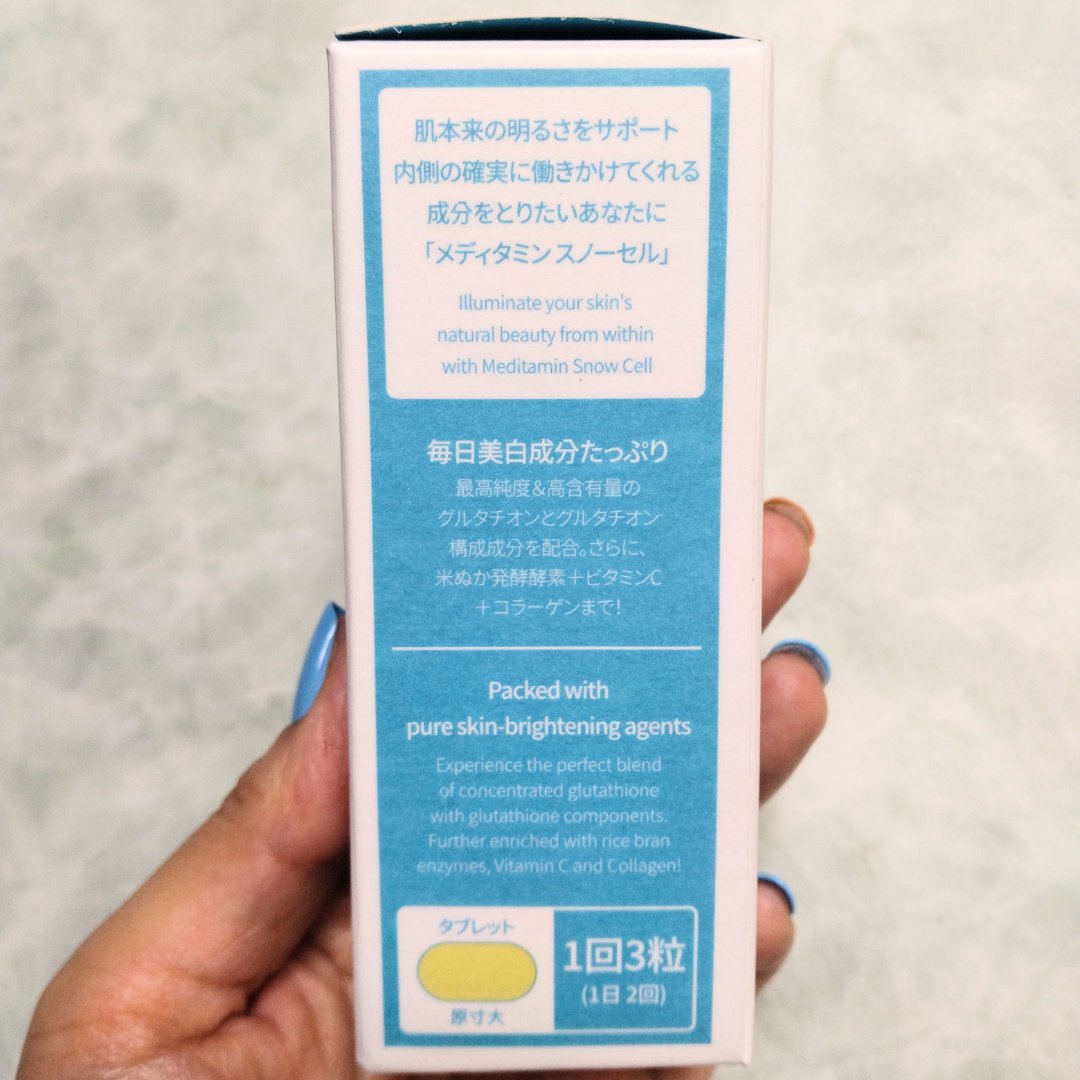 肌本来の明るさをサポート
内側の確実に働きかけてくれる
成分をとりたいあなたに
「メディタミン スノーセル」
Illuminate your skin's
natural beauty from within
with Meditamin Snow Cell
毎日美白成分たっぷり
最高純度＆高含有量の
グルタチオンとグルタチオン
構成成分を配合。さらに、
米ぬか発酵酵素＋ビタミンC
＋コラーゲンまで！
Packed with
pure skin-brightening agents
Experience the perfect blend
of concentrated glutathione
with glutathione components.
Further enriched with rice bran
enzymes, Vitamin C and Collagen!
タブレット
原寸大
1回3粒
(1日 2回)